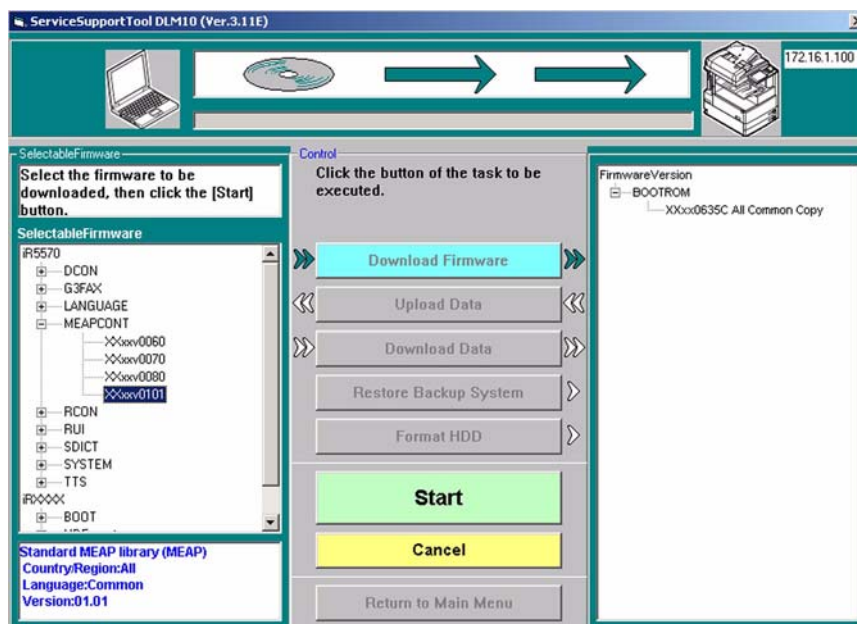 ServiceSupportTool DLM10 (Ver.3.11E)
172.16.1.100
SelectableFirmware
Select the firmware to be
downloaded, then click the [Start]
button.
SelectableFirmware
iR5570
DCON
G3FAX
LANGUAGE
MEAPCONT
XXxxv0060
XXxxv0070
XXxxv0080
XXxxv0101
RCON
RUI
SDICT
SYSTEM
TTS
iRXXXX
BOOT
Standard MEAP library (MEAP)
Country/Region:All
Language:Common
Version:01.01
Control
Click the button of the task to be
executed.
Download Firmware
Upload Data
Download Data
Restore Backup System
Format HDD
Start
Cancel
Return to Main Menu
FirmwareVersion
BOOTROM
XXxx0635C All Common Copy